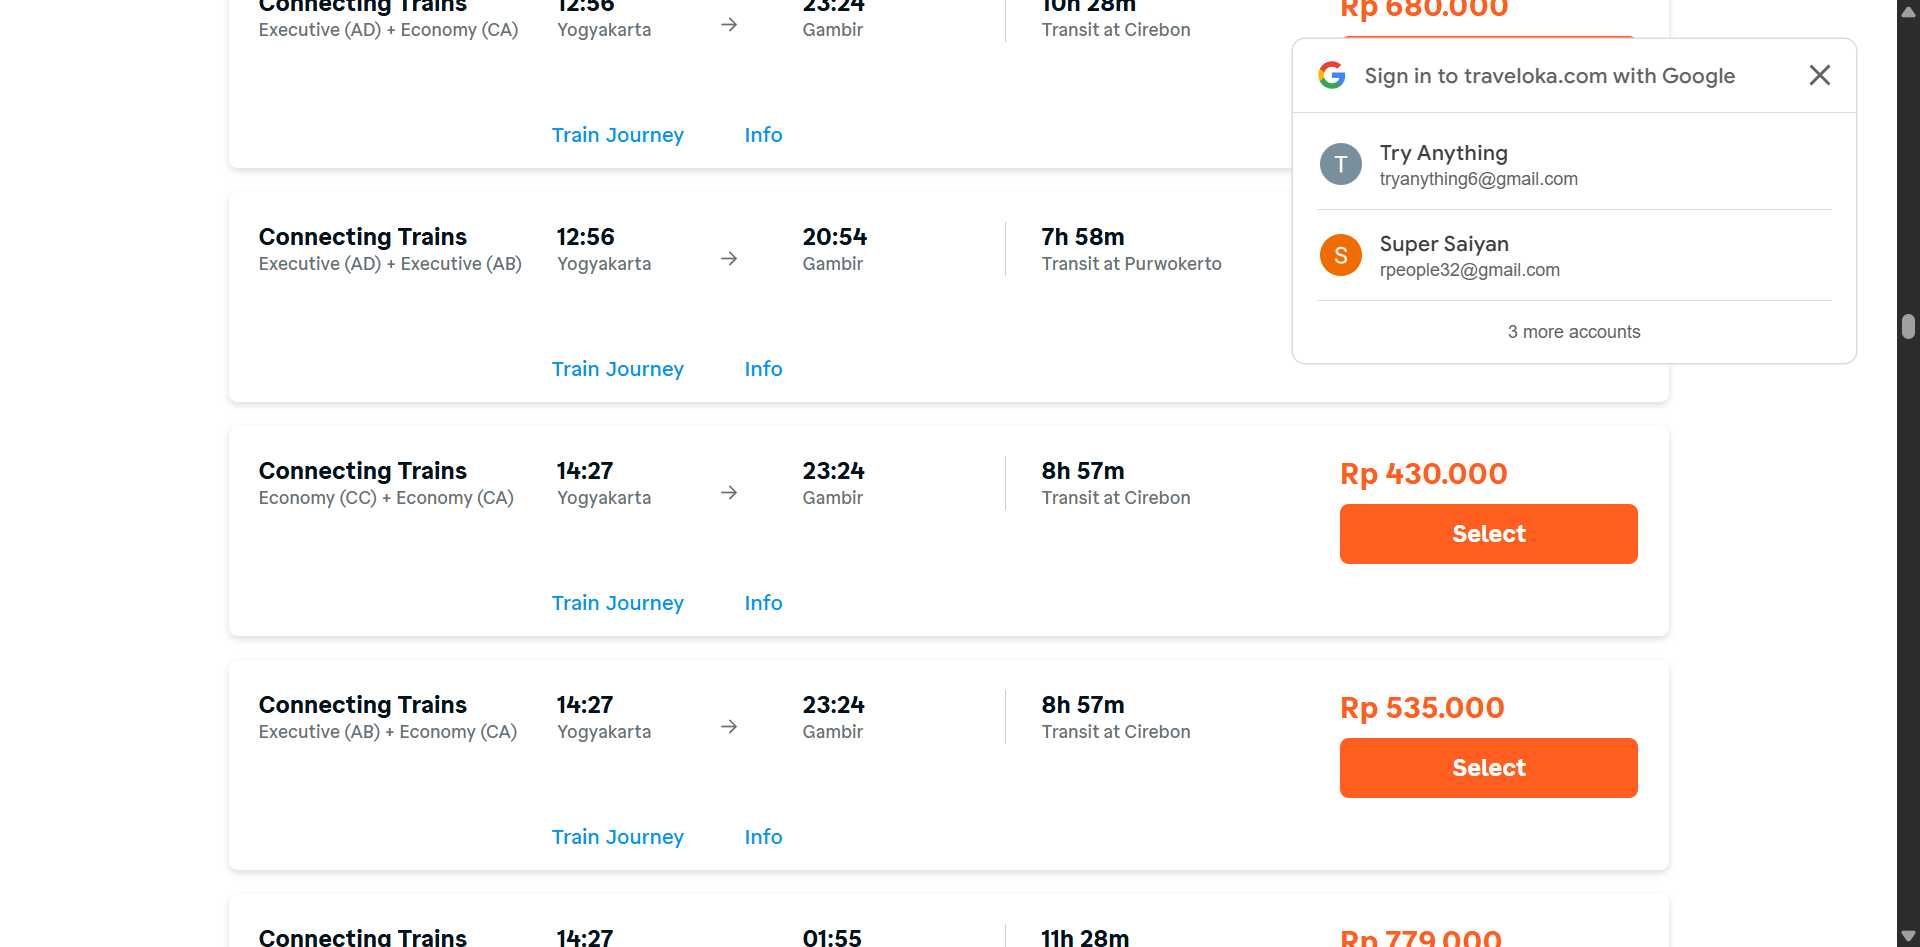 Connecting Trains 12:56 23:24 10h 28m Rp 680.000
Executive (AD) + Economy (CA) Yogyakarta → Gambir Transit at Cirebon
Train Journey Info
Sign in to traveloka.com with Google
T Try Anything
tryanything6@gmail.com
S Super Saiyan
rpeople32@gmail.com
3 more accounts
Connecting Trains 12:56 20:54 7h 58m
Executive (AD) + Executive (AB) Yogyakarta → Gambir Transit at Purwokerto
Train Journey Info
Connecting Trains 14:27 23:24 8h 57m Rp 430.000
Economy (CC) + Economy (CA) Yogyakarta → Gambir Transit at Cirebon
Select
Train Journey Info
Connecting Trains 14:27 23:24 8h 57m Rp 535.000
Executive (AB) + Economy (CA) Yogyakarta → Gambir Transit at Cirebon
Select
Train Journey Info
Connecting Trains 14:27 01:55 11h 28m Rp 779.000